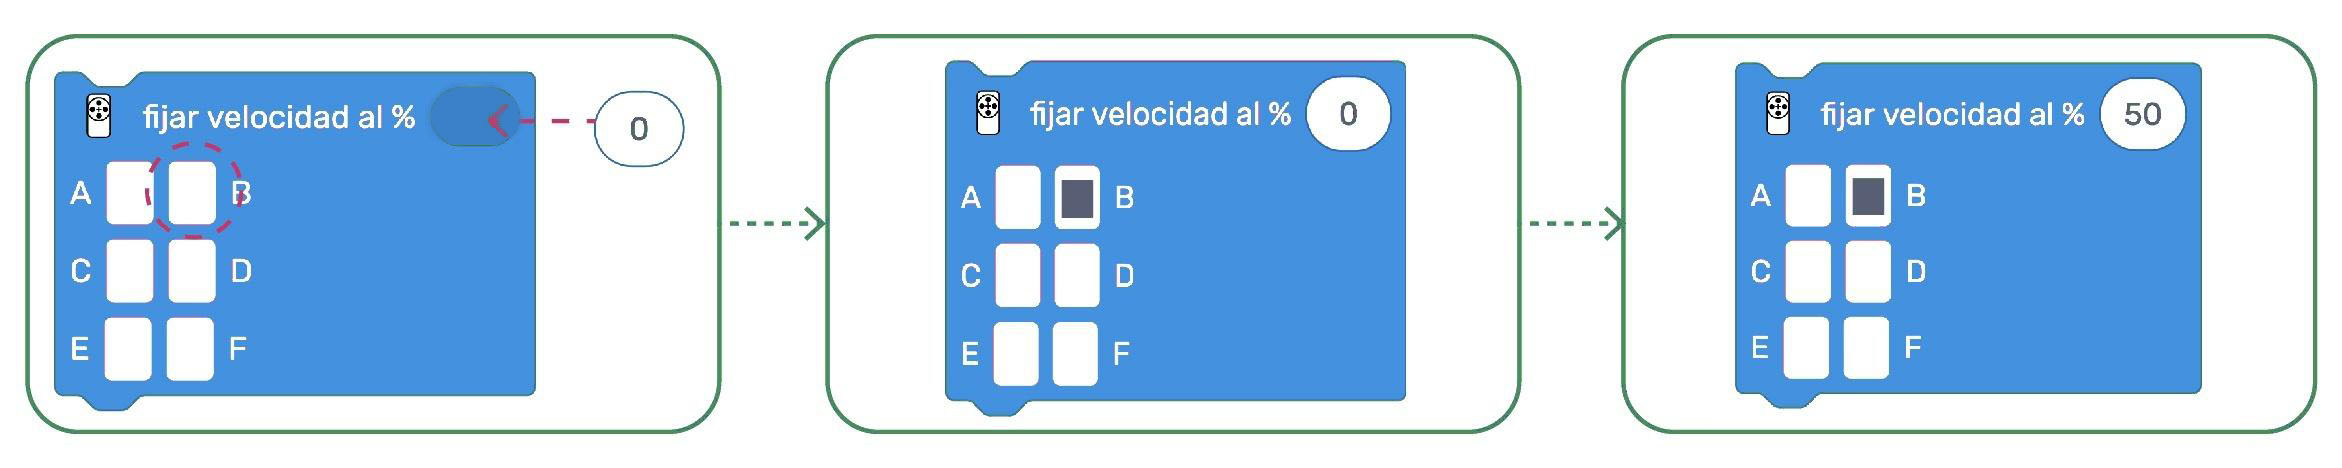 fijar velocidad al % 0
A B
C D
E F
fijar velocidad al % 0
A B
C D
E F
fijar velocidad al % 50
A B
C D
E F